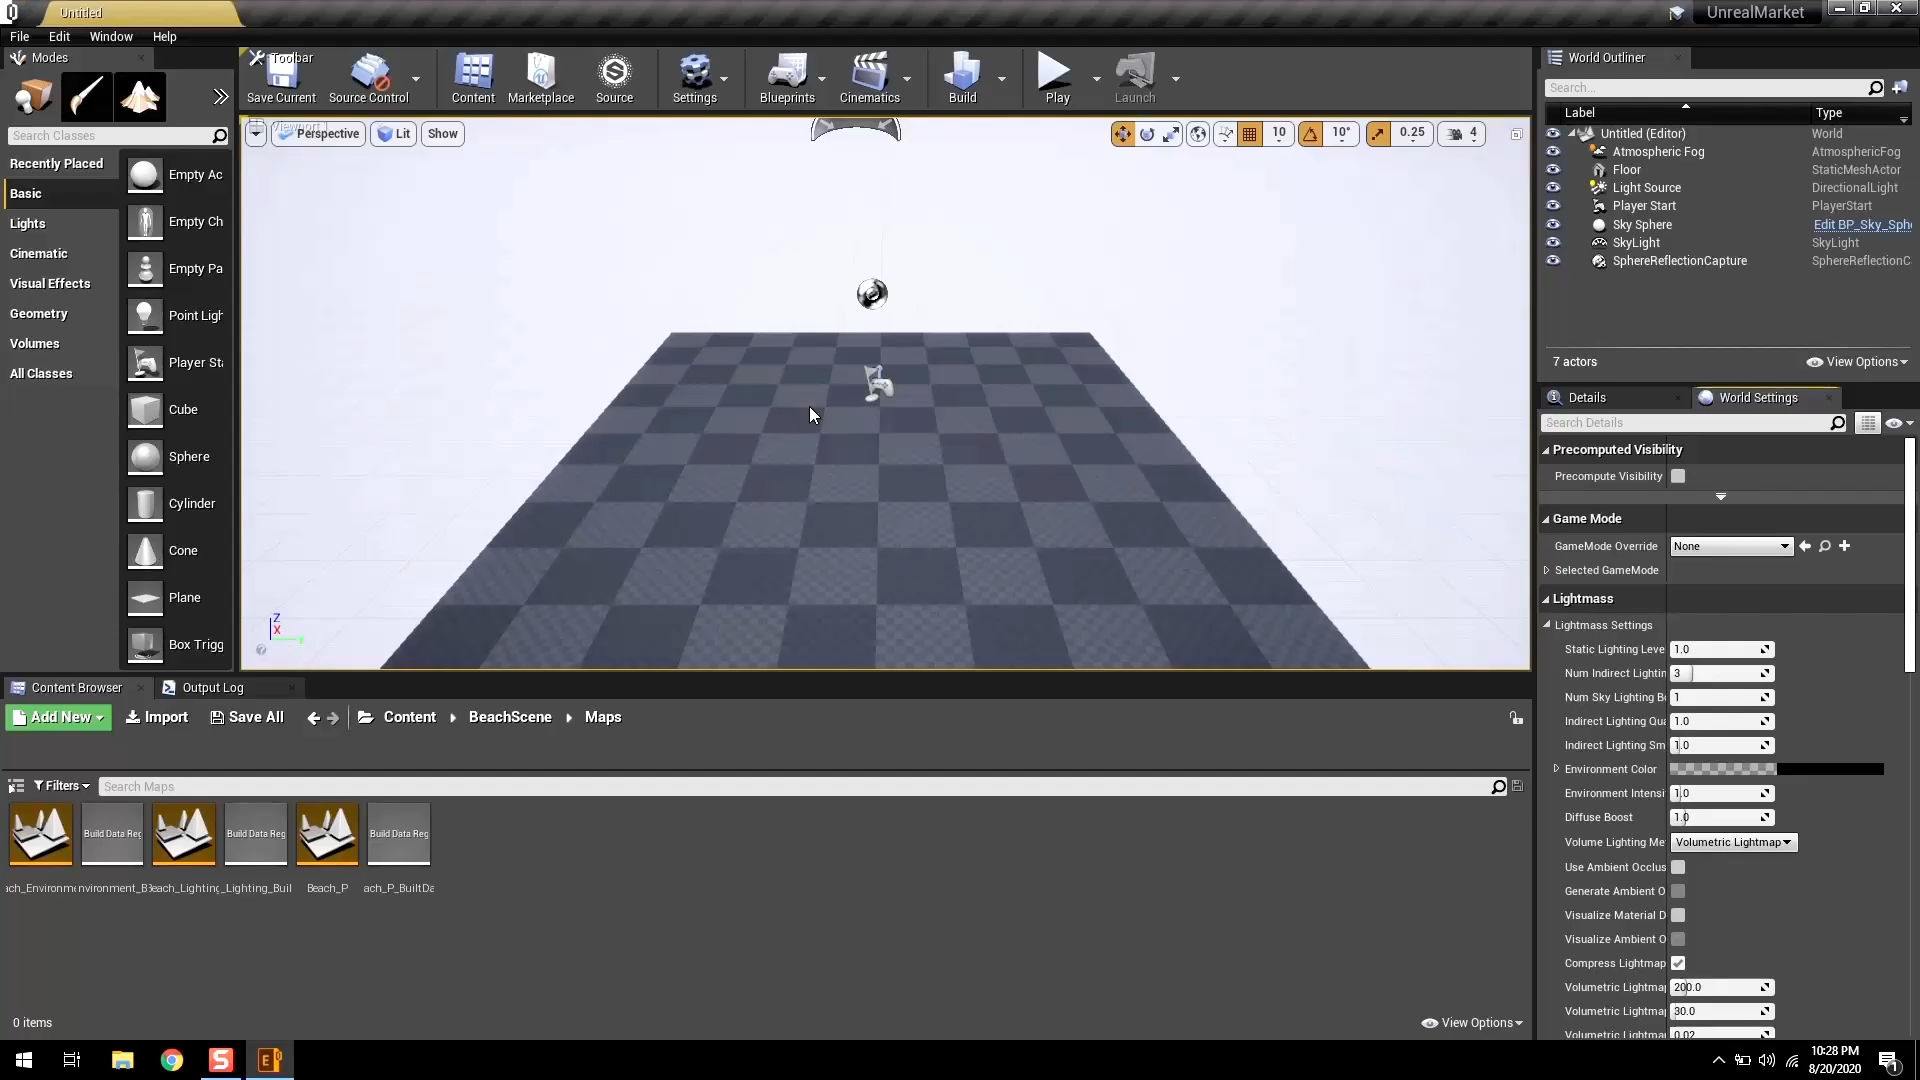 Untitled
UnrealMarket
File Edit Window Help
Modes
Toolbar
Save Current Source Control Content Marketplace Source Settings Blueprints Cinematics Build Play Launch
Search Classes
Recently Placed
Basic
Lights
Cinematic
Visual Effects
Geometry
Volumes
All Classes
Empty Ac
Empty Ch
Empty Pa
Point Ligh
Player Sta
Cube
Sphere
Cylinder
Cone
Plane
Box Trigg
Viewport 1
Perspective Lit Show
10 10° 0.25 4
Z
X
Y
World Outliner
Search...
Label Type
Untitled (Editor) World
Atmospheric Fog AtmosphericFog
Floor StaticMeshActor
Light Source DirectionalLight
Player Start PlayerStart
Sky Sphere Edit BP_Sky_Sph
SkyLight SkyLight
SphereReflectionCapture SphereReflectionC
7 actors View Options
Details World Settings
Search Details
Precomputed Visibility
Precompute Visibility
Game Mode
GameMode Override None
Selected GameMode
Lightmass
Lightmass Settings
Static Lighting Leve 1.0
Num Indirect Lightin 3
Num Sky Lighting B 1
Indirect Lighting Qua 1.0
Indirect Lighting Sm 1.0
Environment Color
Environment Intensi 1.0
Diffuse Boost 1.0
Volume Lighting Me Volumetric Lightmap
Use Ambient Occlus
Generate Ambient O
Visualize Material D
Visualize Ambient O
Compress Lightmap
Volumetric Lightma 200.0
Volumetric Lightma 30.0
Volumetric Lightma 0.02
Content Browser Output Log
Add New Import Save All Content BeachScene Maps
Filters Search Maps
Build Data Reg Build Data Reg Build Data Reg
ach_Environme nvironment_B Beach_Lighting _Lighting_Buil Beach_P ach_P_BuiltDa
0 items View Options
10:28 PM
8/20/2020
1